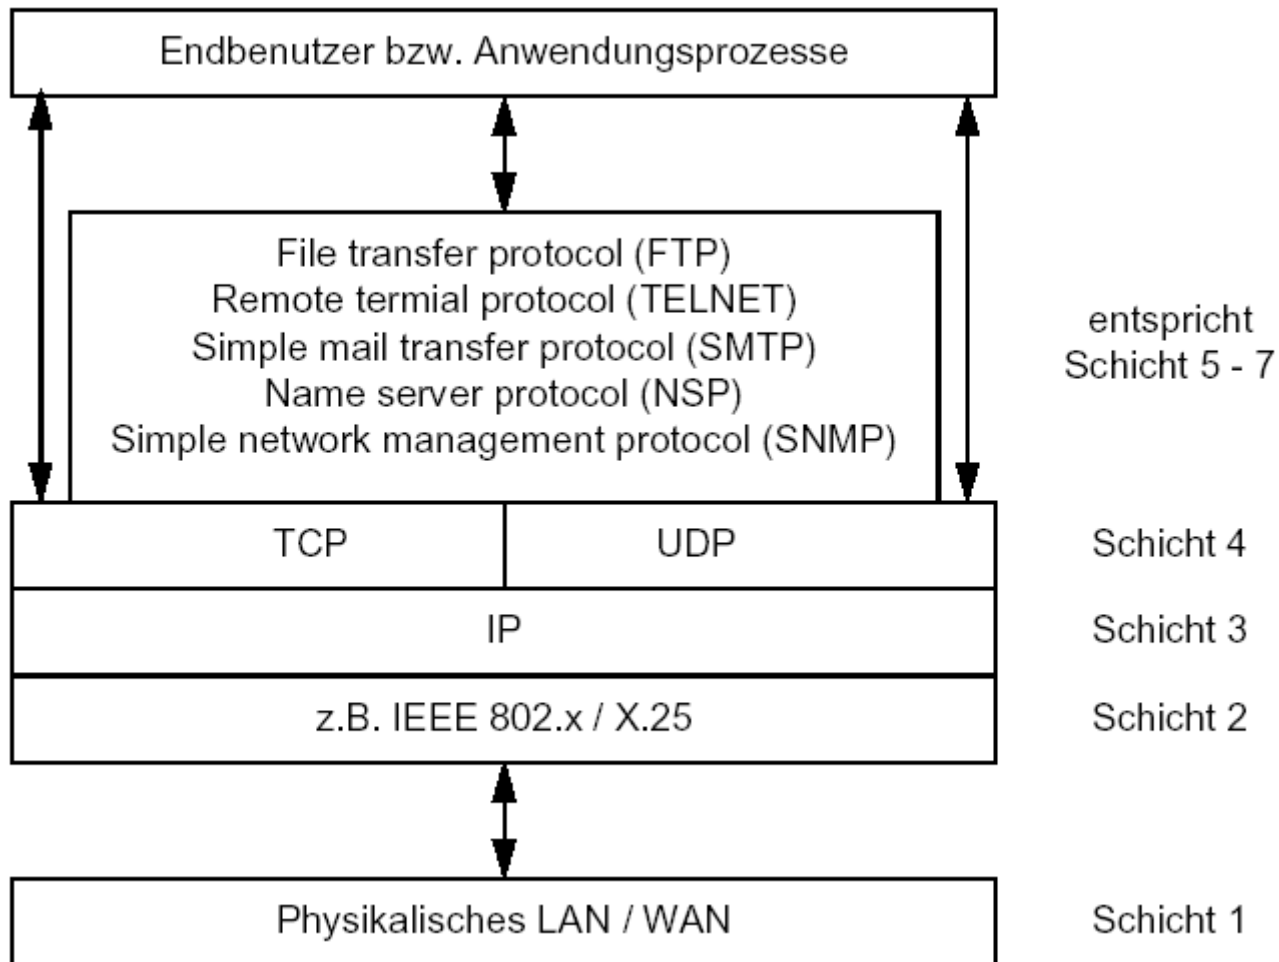 Endbenutzer bzw. Anwendungsprozesse
File transfer protocol (FTP)
Remote termial protocol (TELNET)
Simple mail transfer protocol (SMTP)
Name server protocol (NSP)
Simple network management protocol (SNMP)
entspricht
Schicht 5 - 7
TCP
UDP
Schicht 4
IP
Schicht 3
z.B. IEEE 802.x / X.25
Schicht 2
Physikalisches LAN / WAN
Schicht 1